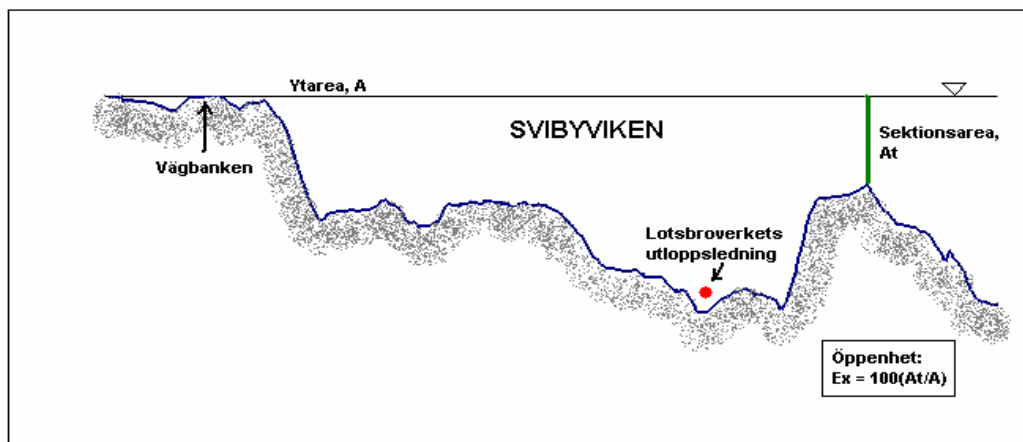 Ytarea, A
SVIBYVIKEN
Sektionsarea,
At
Vägbanken
Lotsbroverkets
utloppsledning
Öppenhet:
Ex = 100(At/A)